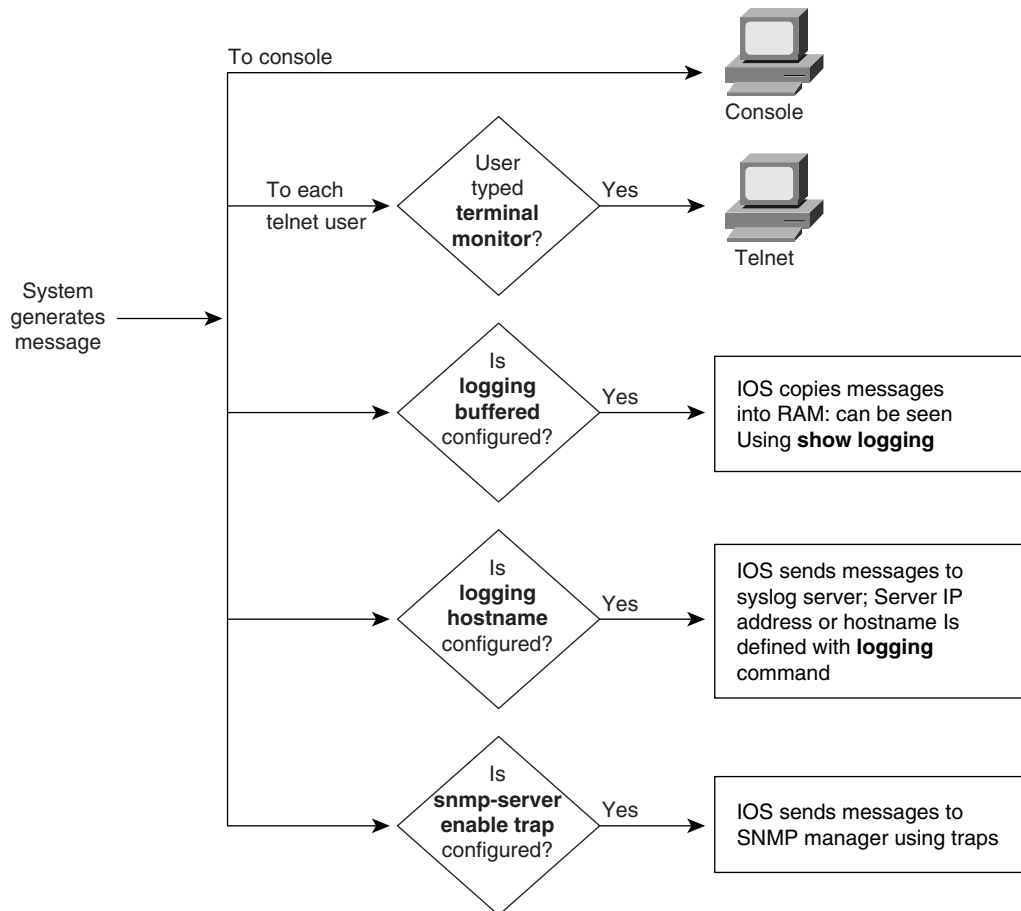 To console
Console
User
typed
terminal
monitor?
To each
telnet user
Yes
Telnet
System
generates
message
Is
logging
buffered
configured?
Yes
IOS copies messages
into RAM: can be seen
Using show logging
Is
logging
hostname
configured?
Yes
IOS sends messages to
syslog server; Server IP
address or hostname Is
defined with logging
command
Is
snmp-server
enable trap
configured?
Yes
IOS sends messages to
SNMP manager using traps